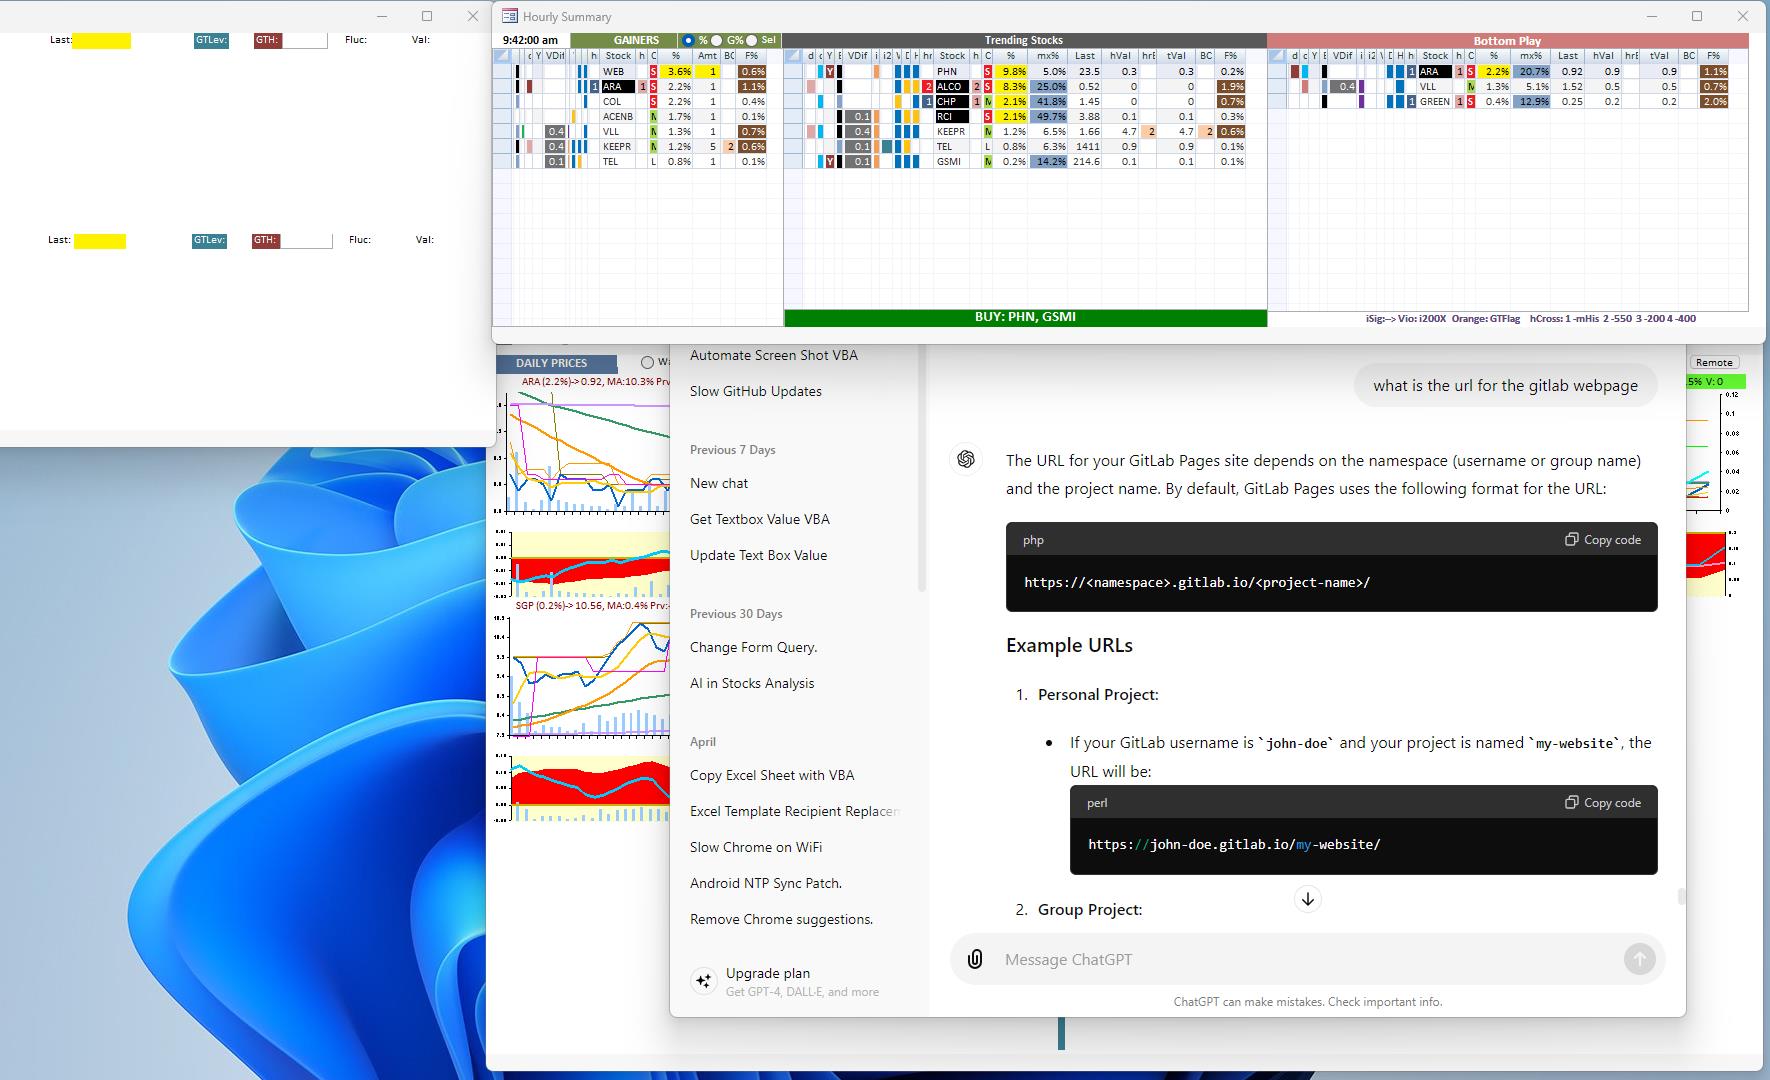 Last: GTLev: GTH: Fluc: Val:
Last: GTLev: GTH: Fluc: Val:
Hourly Summary
9:42:00 am GAINERS % G% Sel Trending Stocks Bottom Play
d Y VDif h Stock h C % Amt BC F%
WEB S 3.6% 1 0.6%
1 ARA 1 S 2.2% 1 1.1%
COL S 2.2% 1 0.4%
ACENB 1.7% 1 0.1%
0.4 VLL 1.3% 1 0.7%
0.4 KEEPR 1.2% 5 2 0.6%
0.1 TEL L 0.8% 1 0.1%
d c Y E VDif i i2 V D H hr Stock h C % mx% Last hVal hrE tVal BC F%
Y PHN S 9.8% 5.0% 23.5 0.3 0.3 0.2%
2 ALCO 2 S 8.3% 25.0% 0.52 0 0 1.9%
1 CHP 1 2.1% 41.8% 1.45 0 0 0.7%
0.1 RCI S 2.1% 49.7% 3.88 0.1 0.1 0.3%
0.4 KEEPR 1.2% 6.5% 1.66 4.7 2 4.7 2 0.6%
0.1 TEL L 0.8% 6.3% 1411 0.9 0.9 0.1%
Y 0.1 GSMI 0.2% 14.2% 214.6 0.1 0.1 0.1%
BUY: PHN, GSMI
d c Y E VDif i i2 D H h Stock h C % mx% Last hVal hrE tVal BC F%
1 ARA 1 S 2.2% 20.7% 0.92 0.9 0.9 1.1%
0.4 VLL 1.3% 5.1% 1.52 0.5 0.5 0.7%
1 GREEN 1 S 0.4% 12.9% 0.25 0.2 0.2 2.0%
iSig:--> Vio: i200X Orange: GTFlag hCross: 1 -mHis 2 -550 3 -200 4 -400
DAILY PRICES
ARA (2.2%)-> 0.92, MA:10.3% Prv
SGP (0.2%)-> 10.56, MA:0.4% Prv:
Remote
5% V: 0
0.12
0.08
0.06
0.04
0.02
0
Automate Screen Shot VBA
Slow GitHub Updates
Previous 7 Days
New chat
Get Textbox Value VBA
Update Text Box Value
Previous 30 Days
Change Form Query.
AI in Stocks Analysis
April
Copy Excel Sheet with VBA
Excel Template Recipient Replacem
Slow Chrome on WiFi
Android NTP Sync Patch.
Remove Chrome suggestions.
Upgrade plan
Get GPT-4, DALL·E, and more
what is the url for the gitlab webpage
The URL for your GitLab Pages site depends on the namespace (username or group name)
and the project name. By default, GitLab Pages uses the following format for the URL:
php Copy code
https://<namespace>.gitlab.io/<project-name>/
Example URLs
1. Personal Project:
• If your GitLab username is `john-doe` and your project is named `my-website`, the
URL will be:
perl Copy code
https://john-doe.gitlab.io/my-website/
2. Group Project:
Message ChatGPT
ChatGPT can make mistakes. Check important info.